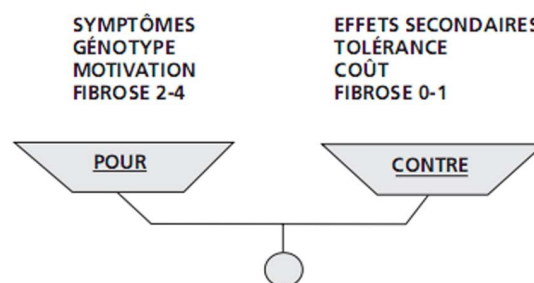 SYMPTÔMES
GÉNOTYPE
MOTIVATION
FIBROSE 2-4
EFFETS SECONDAIRES
TOLÉRANCE
COÛT
FIBROSE 0-1
POUR
CONTRE